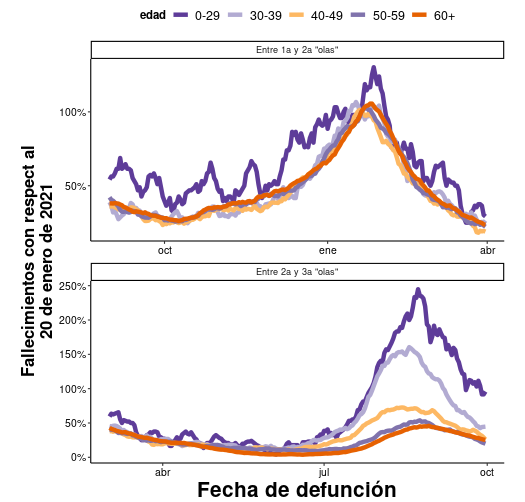 edad 0-29 30-39 40-49 50-59 60+
Entre 1a y 2a "olas"
100%
50%
oct ene abr
Fallecimientos con respect al
20 de enero de 2021
Entre 2a y 3a "olas"
250%
200%
150%
100%
50%
0%
abr jul oct
Fecha de defunción